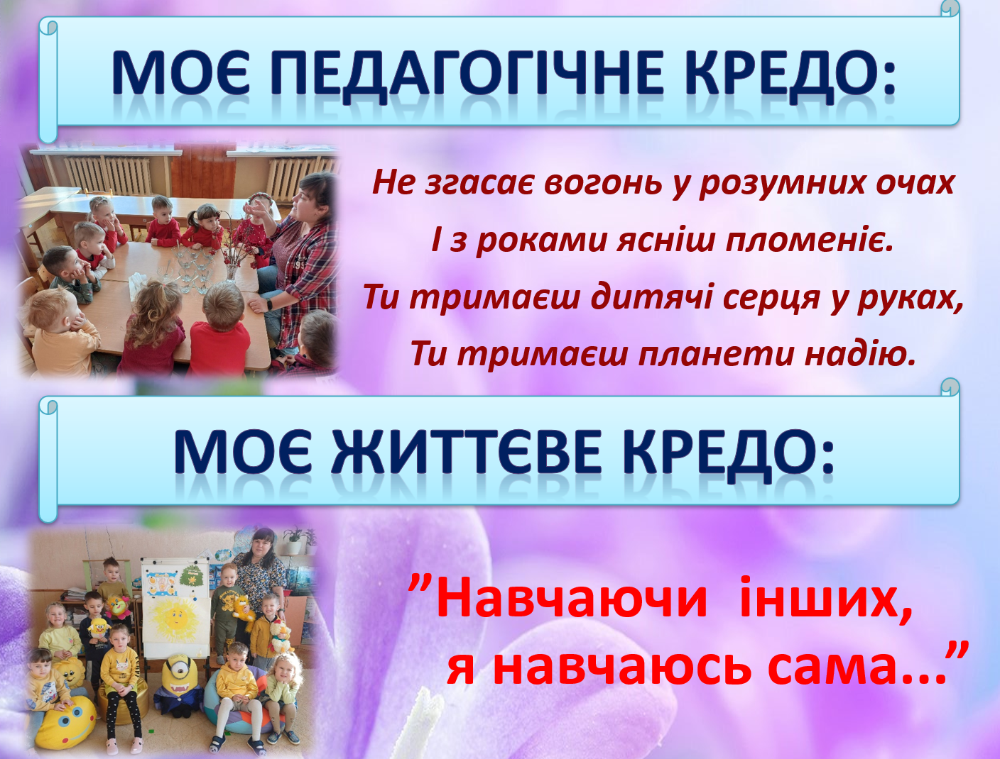 МОЄ ПЕДАГОГІЧНЕ КРЕДО:
Не згасає вогонь у розумних очах
І з роками ясніш пломеніє.
Ти тримаєш дитячі серця у руках,
Ти тримаєш планети надію.
МОЄ ЖИТТЄВЕ КРЕДО:
”Навчаючи інших,
я навчаюсь сама...”